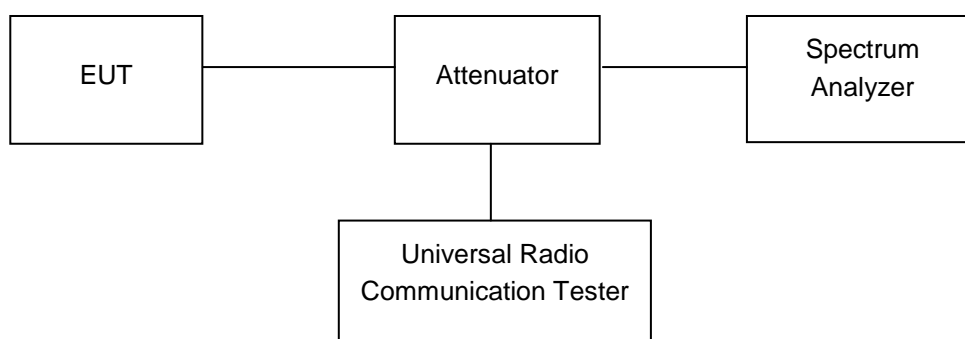 EUT
Attenuator
Spectrum
Analyzer
Universal Radio
Communication Tester